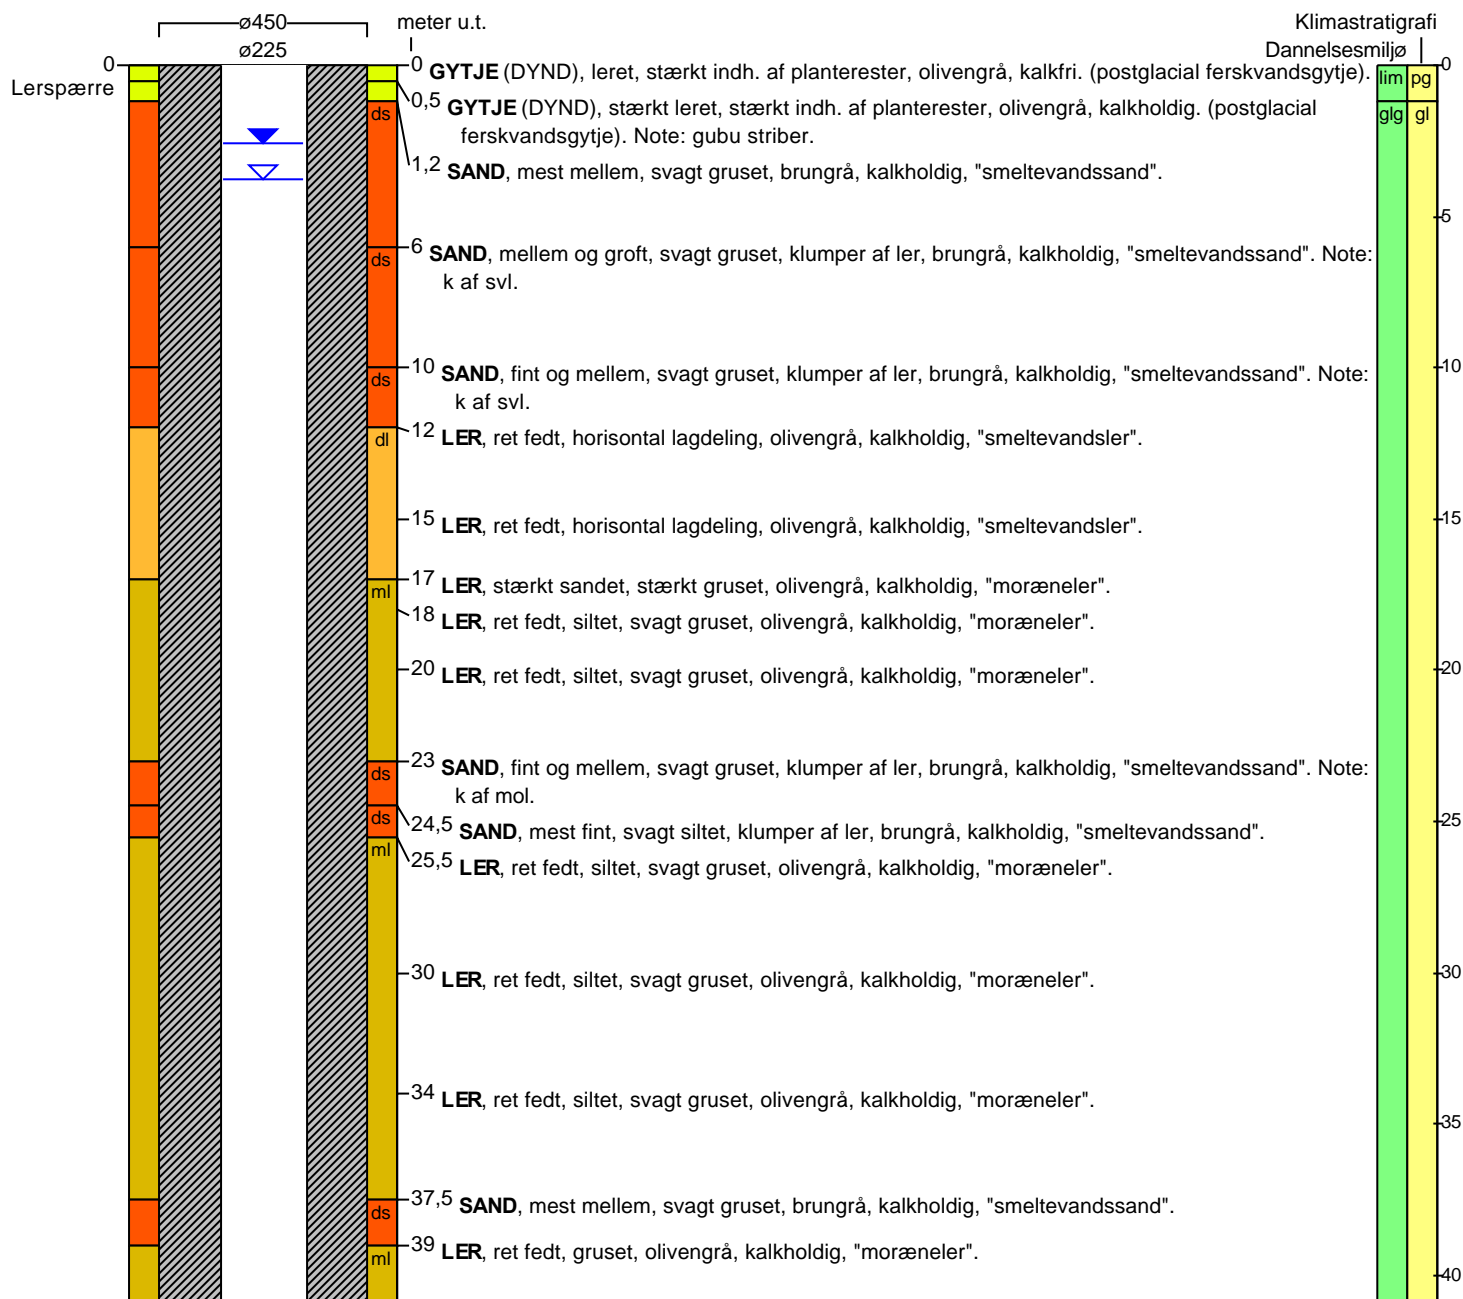 ø450
meter u.t.
Klimastratigrafi
ø225
Dannelsesmiljø
0
0 GYTJE (DYND), leret, stærkt indh. af planterester, olivengrå, kalkfri. (postglacial ferskvandsgytje).
lim pg
0
Lerspærre
0,5 GYTJE (DYND), stærkt leret, stærkt indh. af planterester, olivengrå, kalkholdig. (postglacial
ferskvandsgytje). Note: gubu striber.
ds
glg gl
1,2 SAND, mest mellem, svagt gruset, brungrå, kalkholdig, "smeltevandssand".
5
ds
6 SAND, mellem og groft, svagt gruset, klumper af ler, brungrå, kalkholdig, "smeltevandssand". Note:
k af svl.
ds
10 SAND, fint og mellem, svagt gruset, klumper af ler, brungrå, kalkholdig, "smeltevandssand". Note:
k af svl.
10
dl
12 LER, ret fedt, horisontal lagdeling, olivengrå, kalkholdig, "smeltevandsler".
15 LER, ret fedt, horisontal lagdeling, olivengrå, kalkholdig, "smeltevandsler".
15
ml
17 LER, stærkt sandet, stærkt gruset, olivengrå, kalkholdig, "moræneler".
18 LER, ret fedt, siltet, svagt gruset, olivengrå, kalkholdig, "moræneler".
20 LER, ret fedt, siltet, svagt gruset, olivengrå, kalkholdig, "moræneler".
20
ds
23 SAND, fint og mellem, svagt gruset, klumper af ler, brungrå, kalkholdig, "smeltevandssand". Note:
k af mol.
ds
24,5 SAND, mest fint, svagt siltet, klumper af ler, brungrå, kalkholdig, "smeltevandssand".
25
ml
25,5 LER, ret fedt, siltet, svagt gruset, olivengrå, kalkholdig, "moræneler".
30 LER, ret fedt, siltet, svagt gruset, olivengrå, kalkholdig, "moræneler".
30
34 LER, ret fedt, siltet, svagt gruset, olivengrå, kalkholdig, "moræneler".
35
ds
37,5 SAND, mest mellem, svagt gruset, brungrå, kalkholdig, "smeltevandssand".
ml
39 LER, ret fedt, gruset, olivengrå, kalkholdig, "moræneler".
40